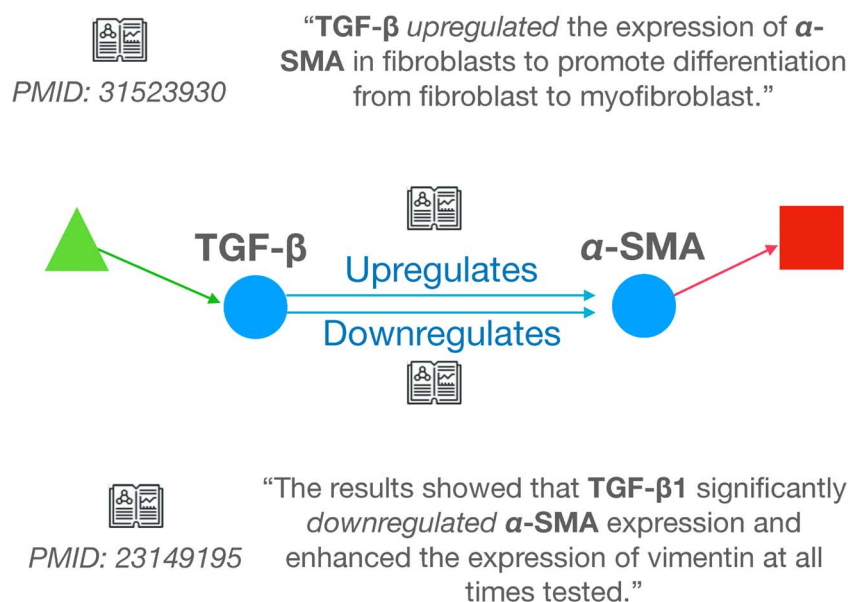 “TGF-β upregulated the expression of α-
SMA in fibroblasts to promote differentiation
from fibroblast to myofibroblast.”
PMID: 31523930
TGF-β
α-SMA
Upregulates
Downregulates
“The results showed that TGF-β1 significantly
downregulated α-SMA expression and
enhanced the expression of vimentin at all
times tested.”
PMID: 23149195